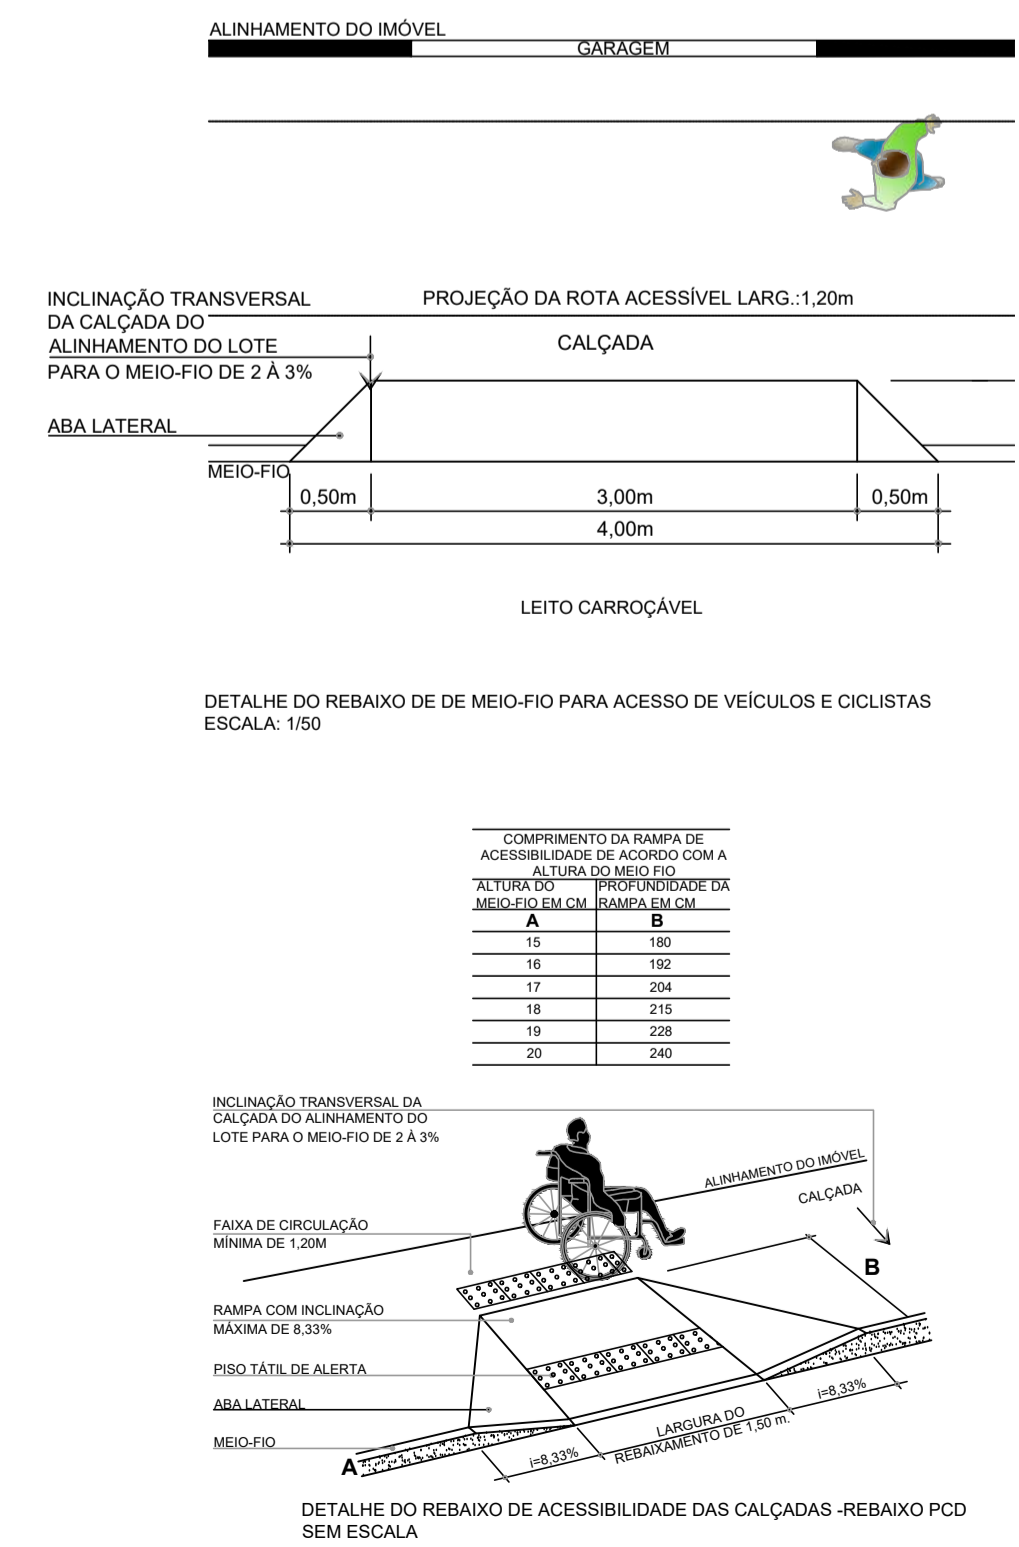 ALINHAMENTO DO IMÓVEL
GARAGEM
INCLINAÇÃO TRANSVERSAL
DA CALÇADA DO
ALINHAMENTO DO LOTE
PARA O MEIO-FIO DE 2 À 3%
PROJEÇÃO DA ROTA ACESSÍVEL LARG.:1,20m
CALÇADA
ABA LATERAL
MEIO-FIO
0,50m
3,00m
0,50m
4,00m
LEITO CARROÇÁVEL
DETALHE DO REBAIXO DE DE MEIO-FIO PARA ACESSO DE VEÍCULOS E CICLISTAS
ESCALA: 1/50
COMPRIMENTO DA RAMPA DE
ACESSIBILIDADE DE ACORDO COM A
ALTURA DO MEIO FIO
ALTURA DO
MEIO-FIO EM CM
PROFUNDIDADE DA
RAMPA EM CM
A B
15 180
16 192
17 204
18 215
19 228
20 240
INCLINAÇÃO TRANSVERSAL DA
CALÇADA DO ALINHAMENTO DO
LOTE PARA O MEIO-FIO DE 2 À 3%
ALINHAMENTO DO IMÓVEL
CALÇADA
FAIXA DE CIRCULAÇÃO
MÍNIMA DE 1,20M
B
RAMPA COM INCLINAÇÃO
MÁXIMA DE 8,33%
PISO TÁTIL DE ALERTA
ABA LATERAL
MEIO-FIO
A
i=8,33%
LARGURA DO
REBAIXAMENTO DE 1,50 m.
i=8,33%
DETALHE DO REBAIXO DE ACESSIBILIDADE DAS CALÇADAS -REBAIXO PCD
SEM ESCALA